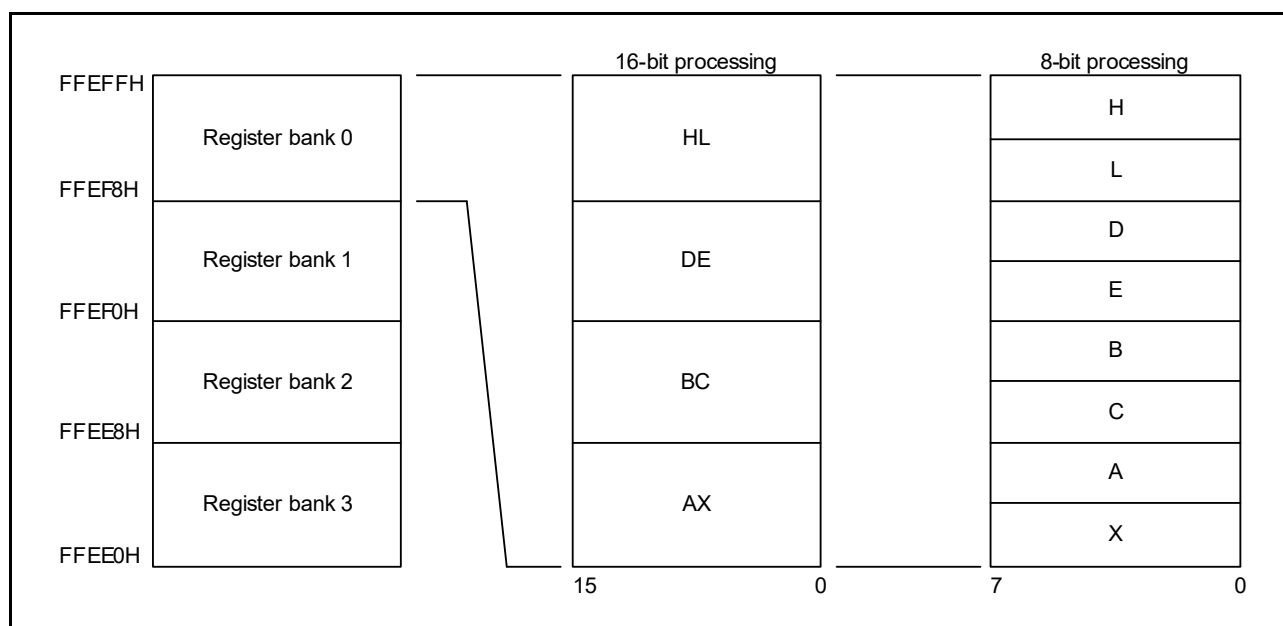 16-bit processing
8-bit processing
FFEFFH
Register bank 0
HL
H
L
FFEF8H
Register bank 1
DE
D
E
FFEF0H
Register bank 2
BC
B
C
FFEE8H
Register bank 3
AX
A
X
FFEE0H
15 0
7 0